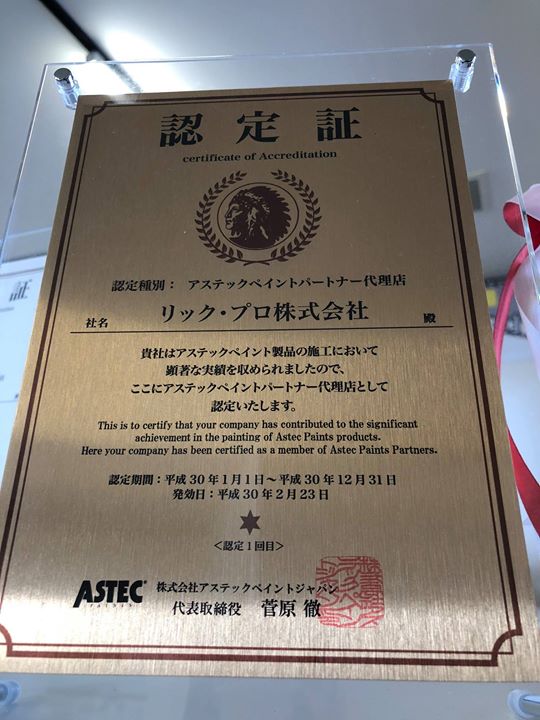 認定証
certificate of Accreditation
認定種別： アステックペイントパートナー代理店
社名 リック・プロ株式会社 殿
貴社はアステックペイント製品の施工において
顕著な実績を収められましたので、
ここにアステックペイントパートナー代理店として
認定いたします。
This is to certify that your company has contributed to the significant
achievement in the painting of Astec Paints products.
Here your company has been certified as a member of Astec Paints Partners.
認定期間：平成30年1月1日～平成30年12月31日
発効日：平成30年2月23日
＜認定1回目＞
ASTEC
PAINTS
株式会社アステックペイントジャパン
代表取締役 菅原 徹
証